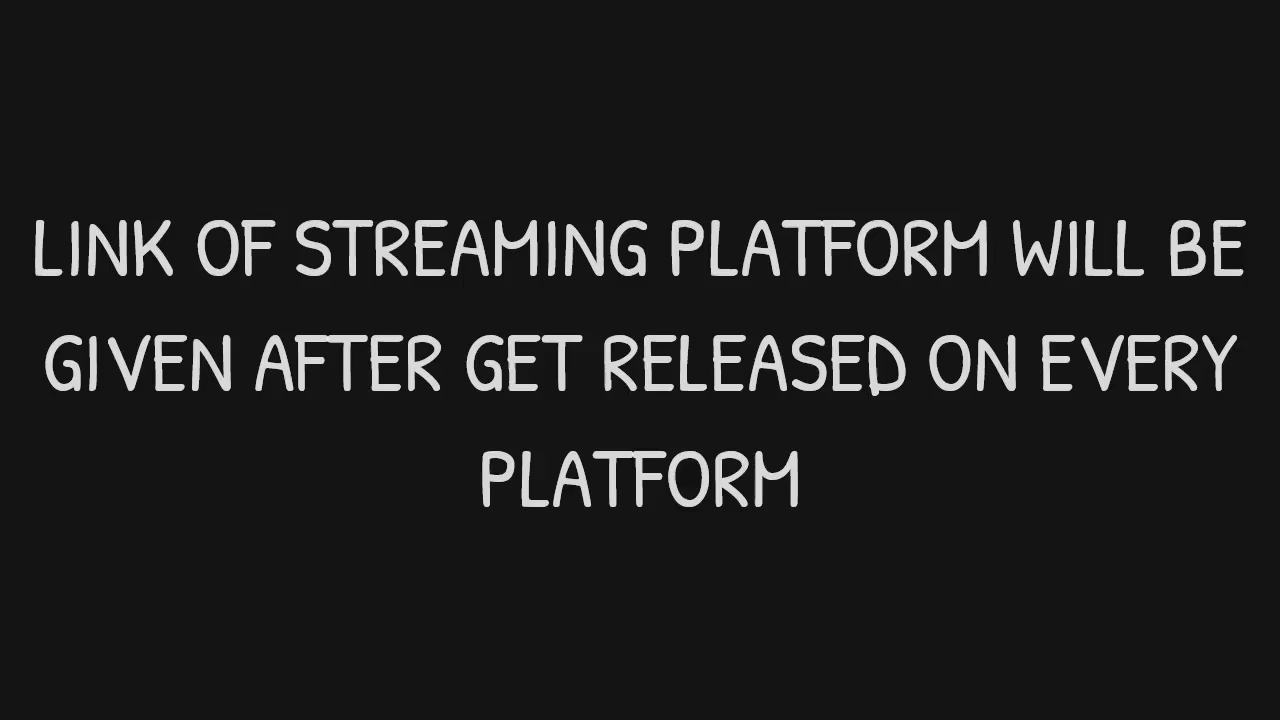 LINK OF STREAMING PLATFORM WILL BE
GIVEN AFTER GET RELEASED ON EVERY
PLATFORM